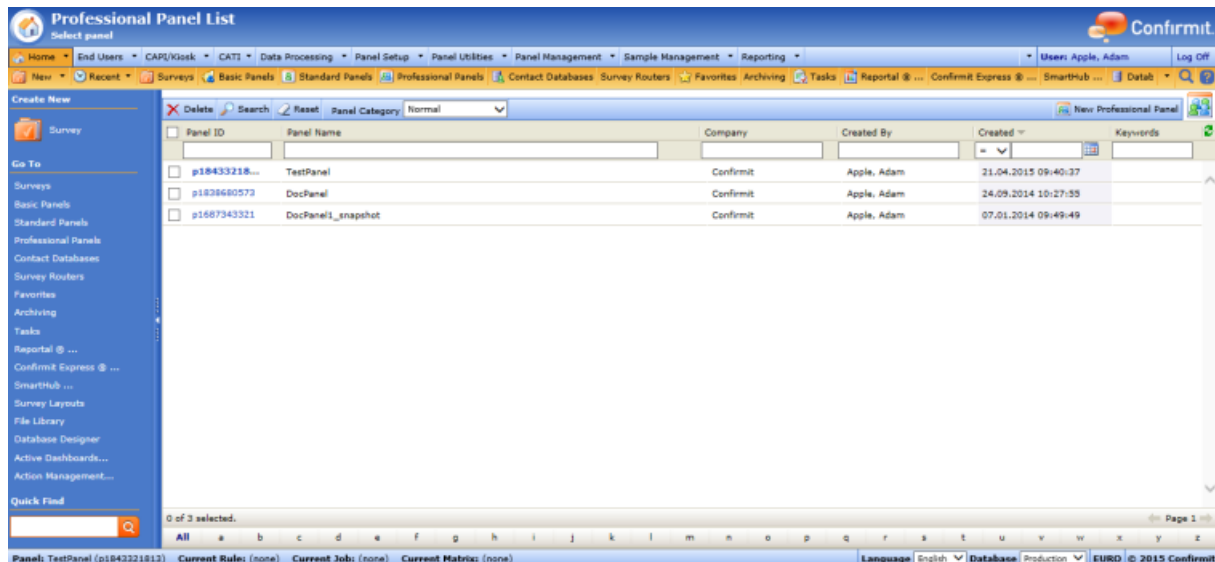 Professional Panel List
Select panel
Confirmit.
Home End Users CAPI/Kiosk CATI Data Processing Panel Setup Panel Utilities Panel Management Sample Management Reporting User: Apple, Adam Log Off
New Recent Surveys Basic Panels Standard Panels Professional Panels Contact Databases Survey Routers Favorites Archiving Tasks Reportal ® ... Confirmit Express ® ... SmartHub ... Datab
Create New
Survey
Go To
Surveys
Basic Panels
Standard Panels
Professional Panels
Contact Databases
Survey Routers
Favorites
Archiving
Tasks
Reportal ® ...
Confirmit Express ® ...
SmartHub ...
Survey Layouts
File Library
Database Designer
Active Dashboards...
Action Management...
Quick Find
Delete Search Reset Panel Category Normal New Professional Panel
Panel ID Panel Name Company Created By Created Keywords
=
p18433218... TestPanel Confirmit Apple, Adam 21.04.2015 09:40:37
p1838680573 DocPanel Confirmit Apple, Adam 24.09.2014 10:27:55
p1687343321 DocPanel1_snapshot Confirmit Apple, Adam 07.01.2014 09:49:49
0 of 3 selected. Page 1
All a b c d e f g h i j k l m n o p q r s t u v w x y z
Panel: TestPanel (p1843321813) Current Rule: (none) Current Job: (none) Current Matrix: (none) Language English Database Production EURO © 2015 Confirmit